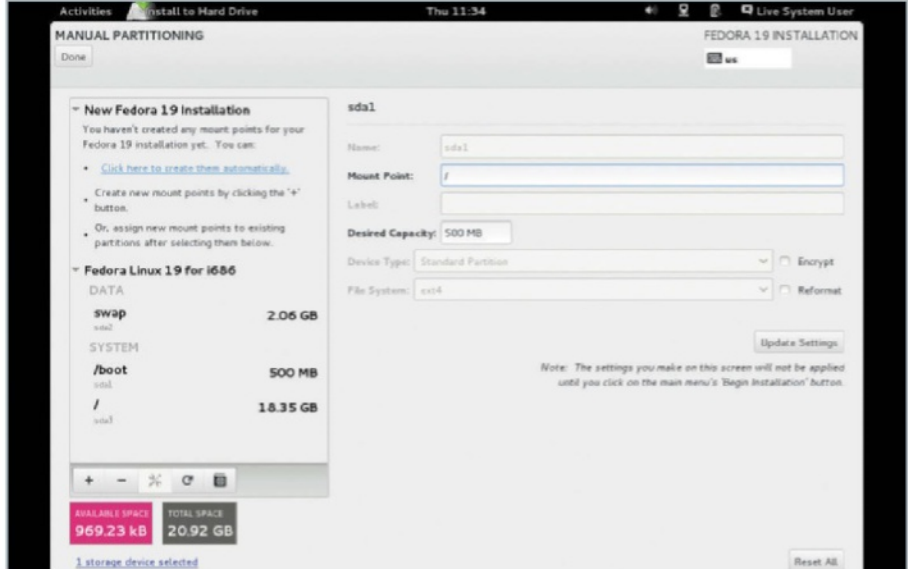 Activities
nstall to Hard Drive
Thu 11:34
Live System User
MANUAL PARTITIONING
FEDORA 19 INSTALLATION
Done
us
New Fedora 19 Installation
You haven't created any mount points for your
Fedora 19 installation yet. You can:
Click here to create them automatically.
Create new mount points by clicking the '+'
button.
Or, assign new mount points to existing
partitions after selecting them below.
Fedora Linux 19 for i686
DATA
swap
2.06 GB
sda2
SYSTEM
/boot
500 MB
sda1
/
18.35 GB
sda3
+ -
AVAILABLE SPACE
969.23 kB
TOTAL SPACE
20.92 GB
1 storage device selected
sda1
Name: sda1
Mount Point: /
Label:
Desired Capacity: 500 MB
Device Type: Standard Partition
Encrypt
File System: ext4
Reformat
Update Settings
Note: The settings you make on this screen will not be applied
until you click on the main menu's 'Begin Installation' button.
Reset All